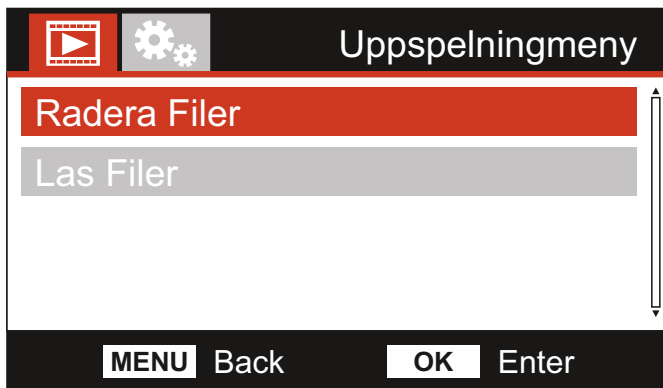 Uppspelningmeny
Radera Filer
Las Filer
MENU Back OK Enter